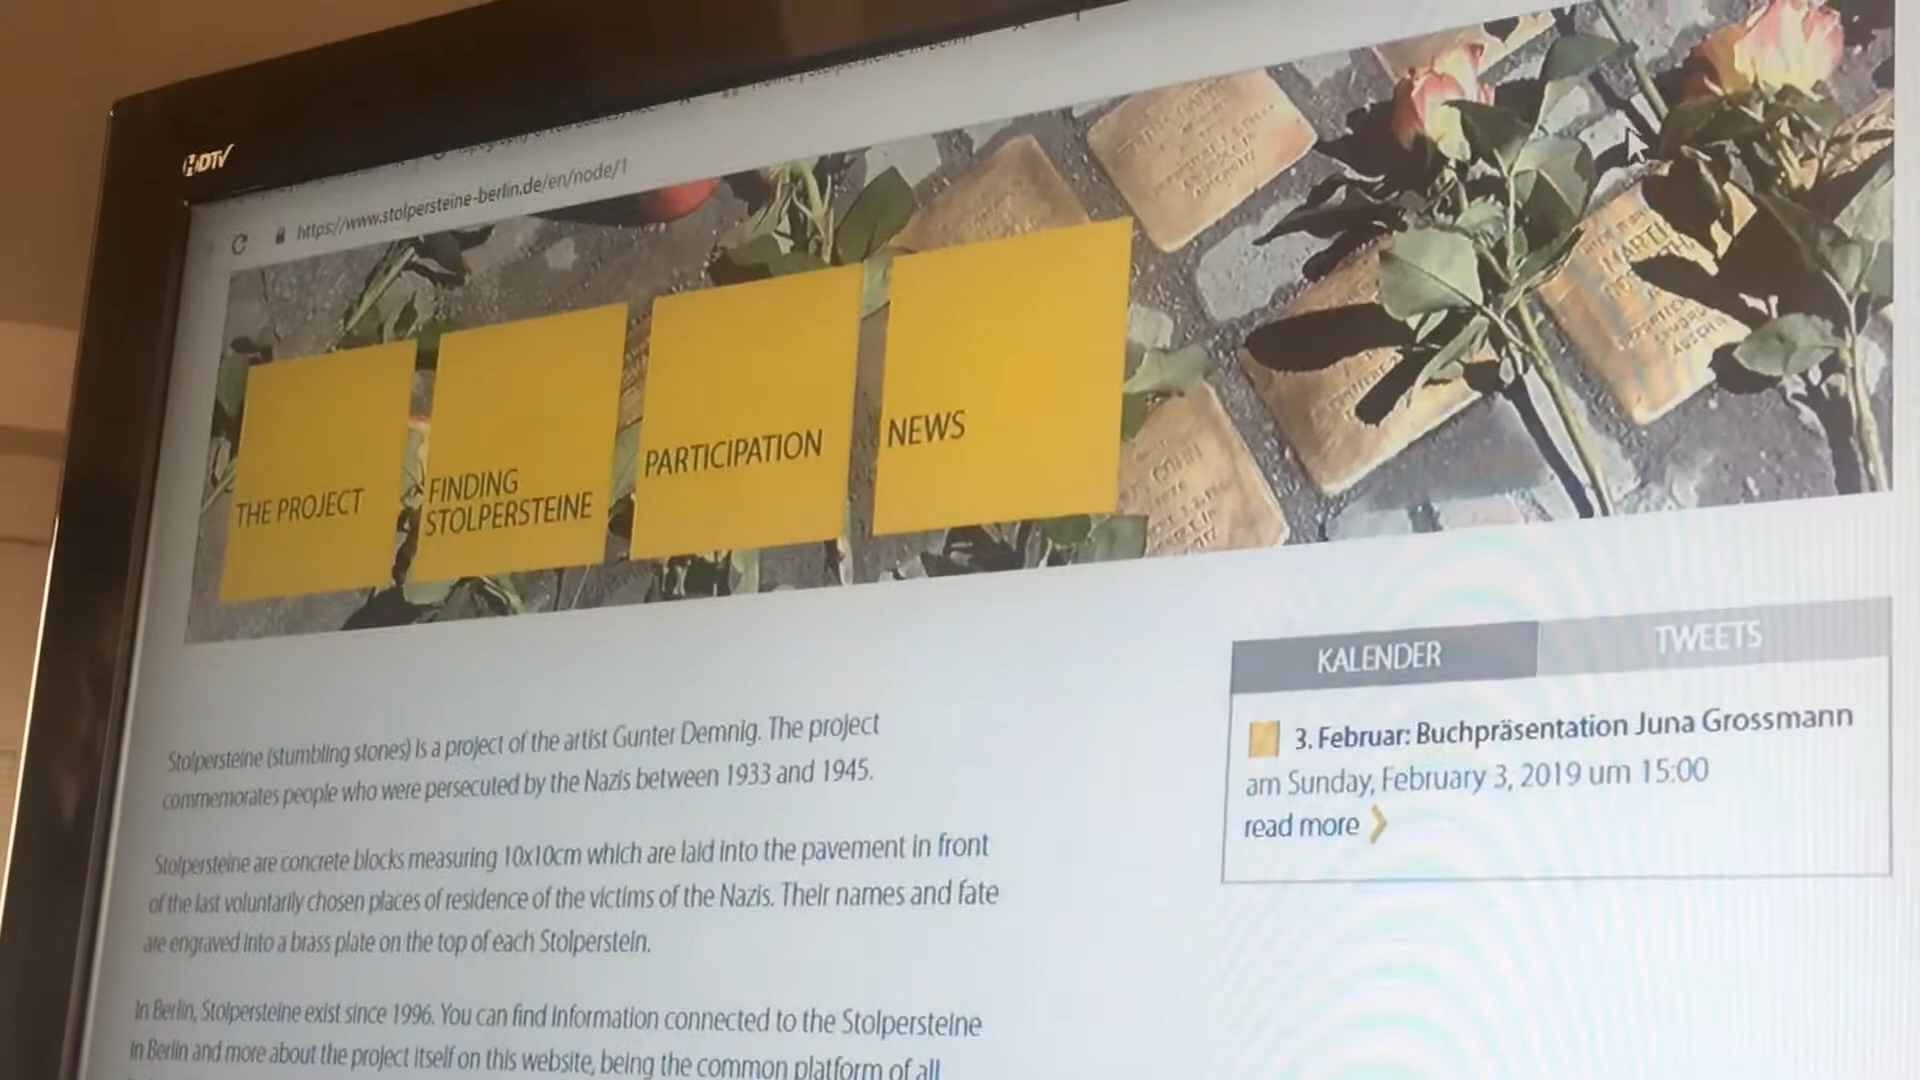 HDTV
https://www.stolpersteine-berlin.de/en/node/1
THE PROJECT
FINDING
STOLPERSTEINE
PARTICIPATION
NEWS
COHN
KALENDER
TWEETS
3. Februar: Buchpräsentation Juna Grossmann
am Sunday, February 3, 2019 um 15:00
read more
Stolpersteine (stumbling stones) is a project of the artist Gunter Demnig. The project
commemorates people who were persecuted by the Nazis between 1933 and 1945.
Stolpersteine are concrete blocks measuring 10x10cm which are laid into the pavement in front
of the last voluntarily chosen places of residence of the victims of the Nazis. Their names and fate
are engraved into a brass plate on the top of each Stolperstein.
In Berlin, Stolpersteine exist since 1996. You can find information connected to the Stolpersteine
in Berlin and more about the project itself on this website, being the common platform of all